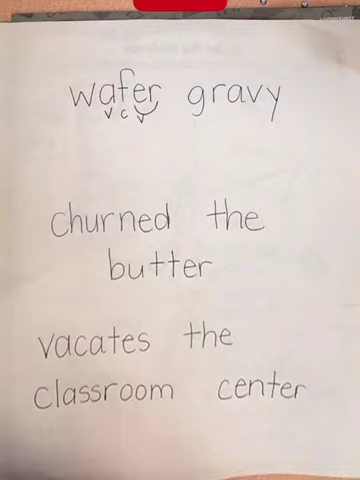 wafer gravy
v c v
churned the
butter
vacates the
classroom center